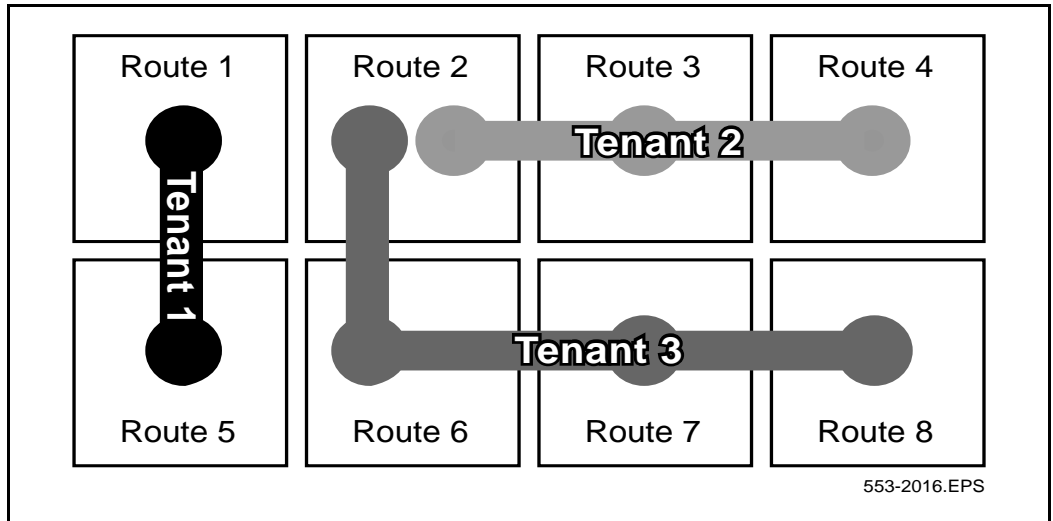 Route 1
Route 2
Route 3
Route 4
Tenant 1
Tenant 2
Tenant 3
Route 5
Route 6
Route 7
Route 8
553-2016.EPS